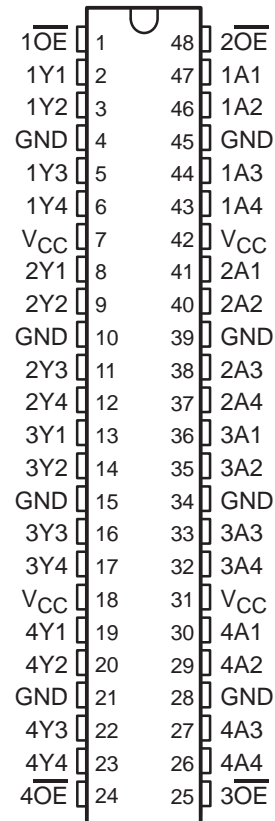 1O̅E̅ 1 48 2O̅E̅
1Y1 2 47 1A1
1Y2 3 46 1A2
GND 4 45 GND
1Y3 5 44 1A3
1Y4 6 43 1A4
VCC 7 42 VCC
2Y1 8 41 2A1
2Y2 9 40 2A2
GND 10 39 GND
2Y3 11 38 2A3
2Y4 12 37 2A4
3Y1 13 36 3A1
3Y2 14 35 3A2
GND 15 34 GND
3Y3 16 33 3A3
3Y4 17 32 3A4
VCC 18 31 VCC
4Y1 19 30 4A1
4Y2 20 29 4A2
GND 21 28 GND
4Y3 22 27 4A3
4Y4 23 26 4A4
4O̅E̅ 24 25 3O̅E̅